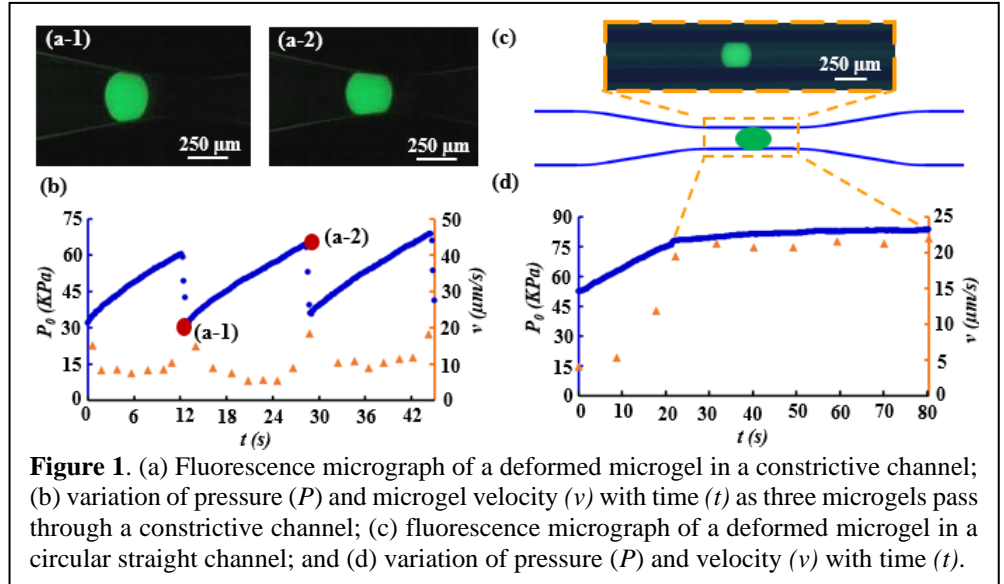 (a-1)
250 μm
(a-2)
250 μm
(c)
250 μm
(b)
75
60
45
30
15
0
P₀ (KPa)
50
40
30
20
10
0
v (μm/s)
(a-1)
(a-2)
0 6 12 18 24 30 36 42
t (s)
(d)
90
75
60
45
30
15
0
P₀ (KPa)
25
20
15
10
5
0
v (μm/s)
0 10 20 30 40 50 60 70 80
t (s)
Figure 1. (a) Fluorescence micrograph of a deformed microgel in a constrictive channel;
(b) variation of pressure (P) and microgel velocity (v) with time (t) as three microgels pass
through a constrictive channel; (c) fluorescence micrograph of a deformed microgel in a
circular straight channel; and (d) variation of pressure (P) and velocity (v) with time (t).